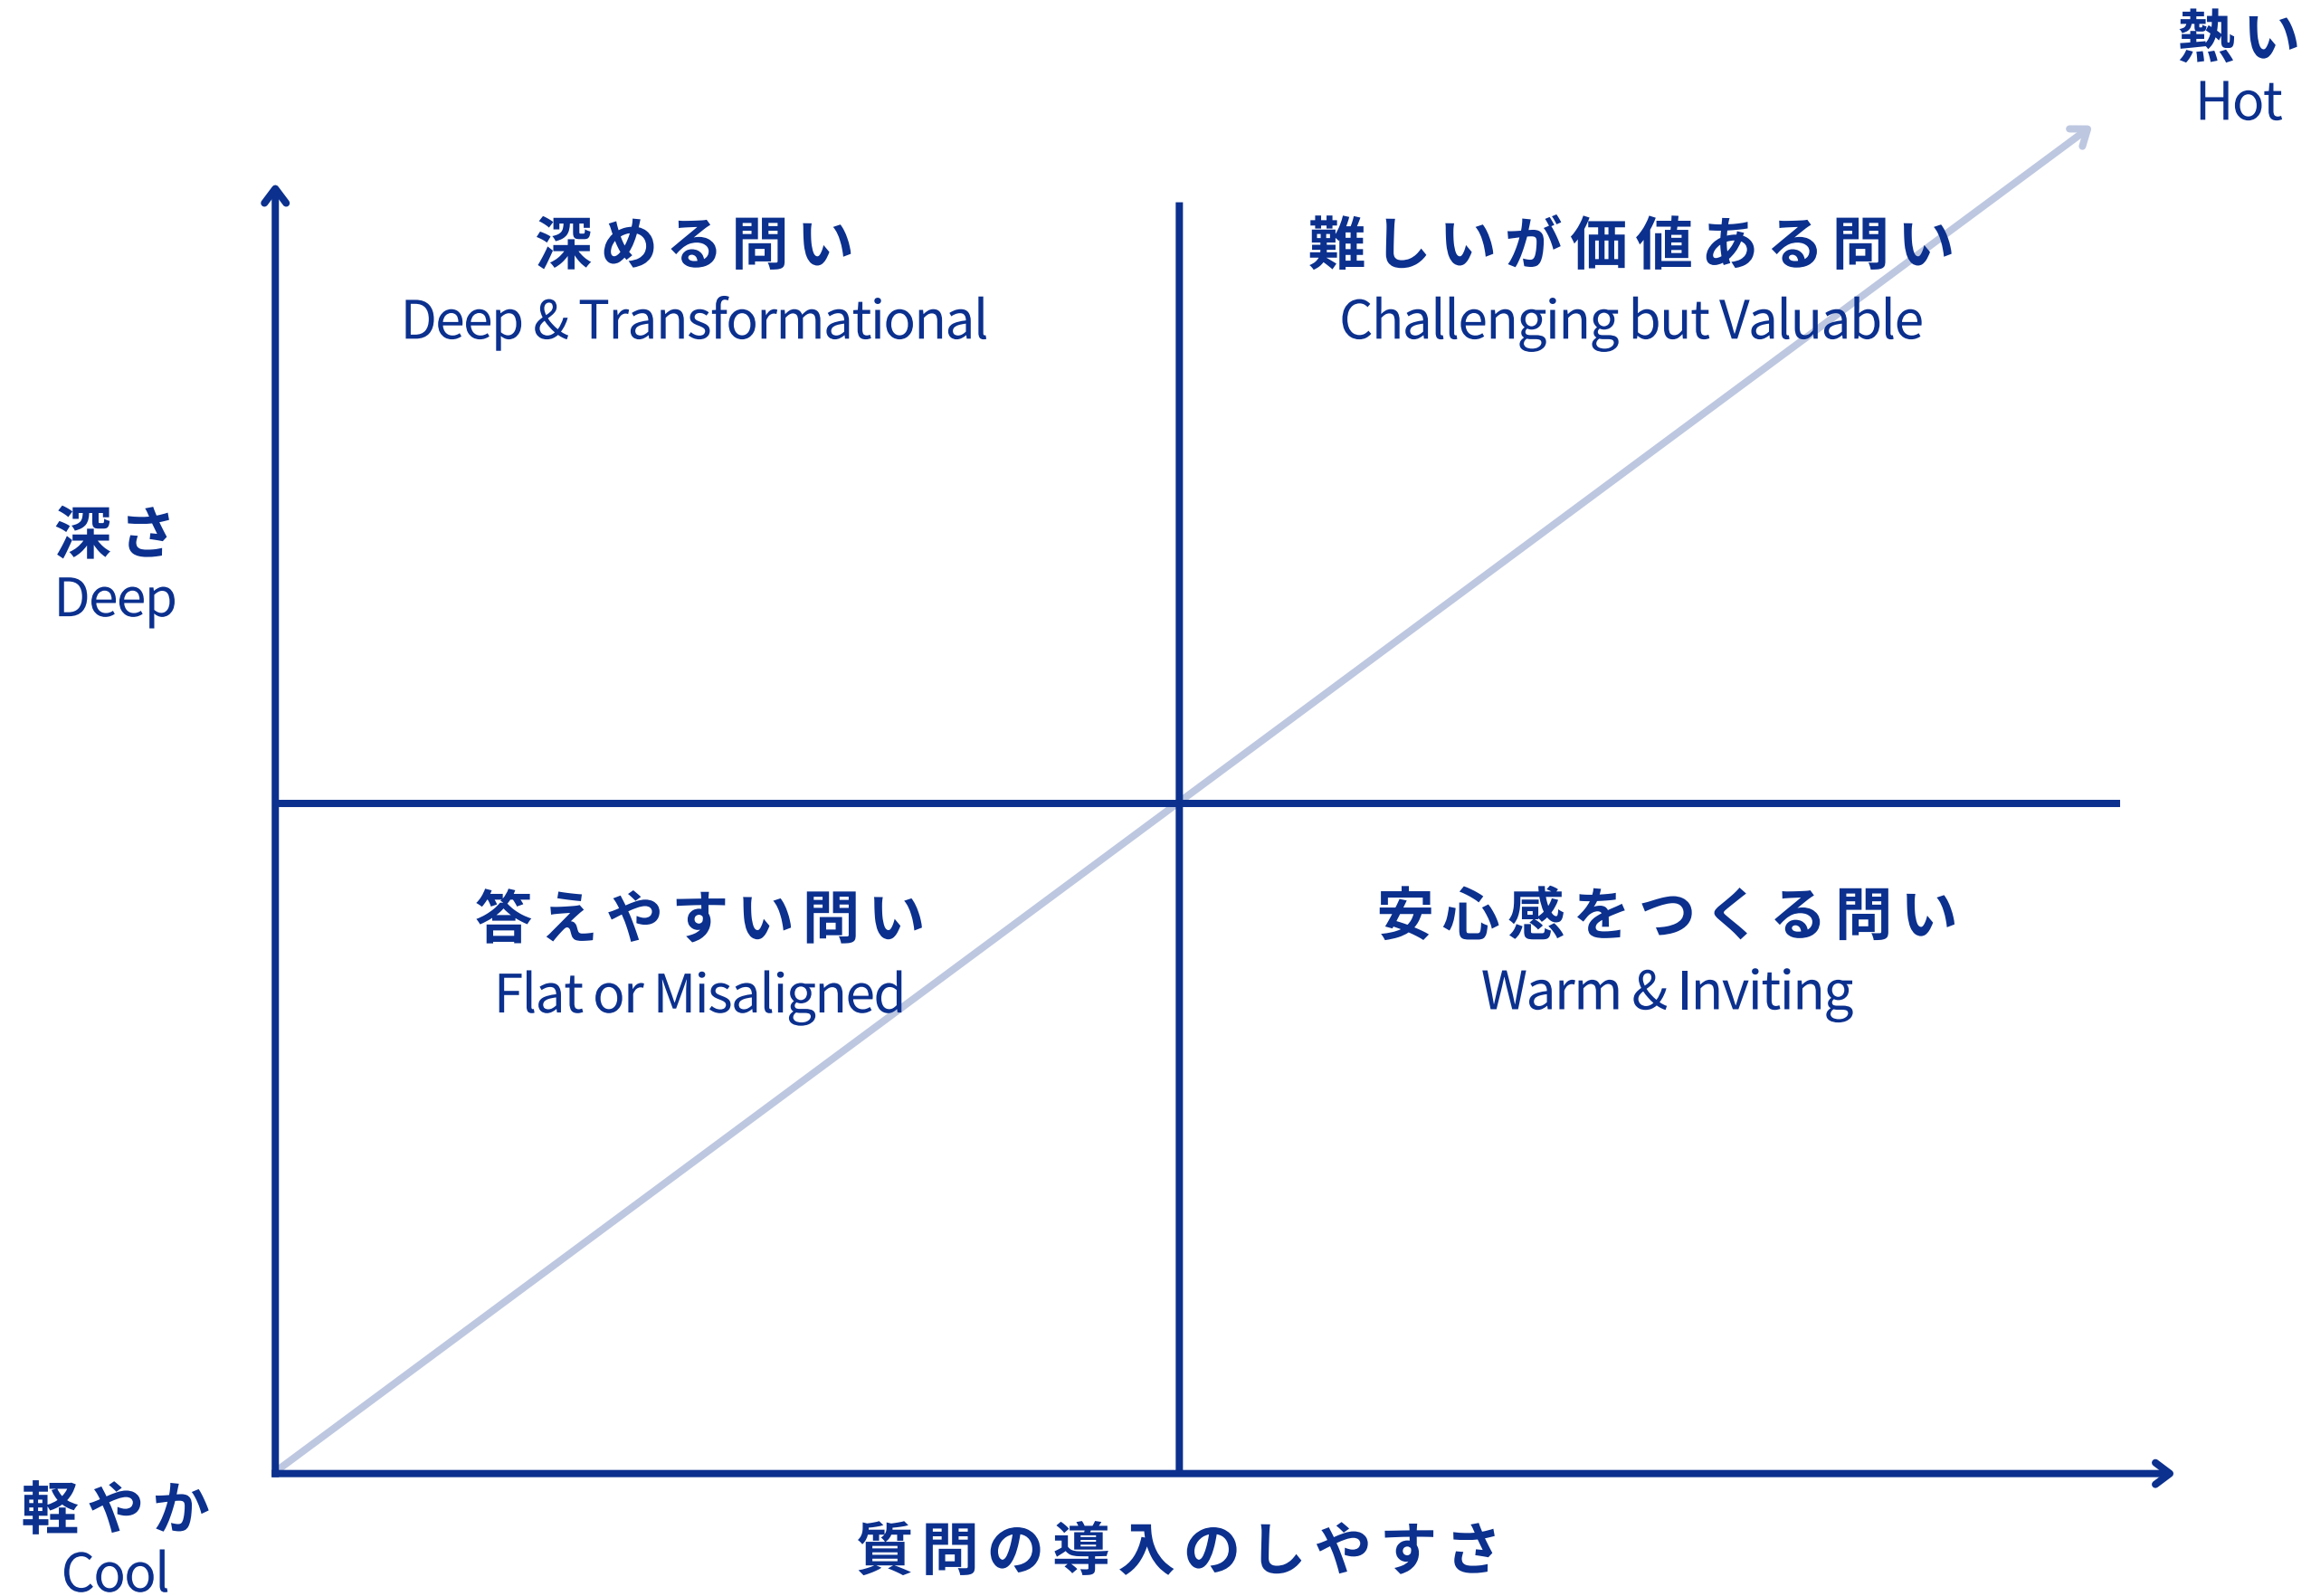 熱い
Hot
深める問い
Deep & Transformational
難しいが価値ある問い
Challenging but Valuable
深さ
Deep
答えやすい問い
Flat or Misaligned
安心感をつくる問い
Warm & Inviting
軽やか
Cool
質問の導入のしやすさ